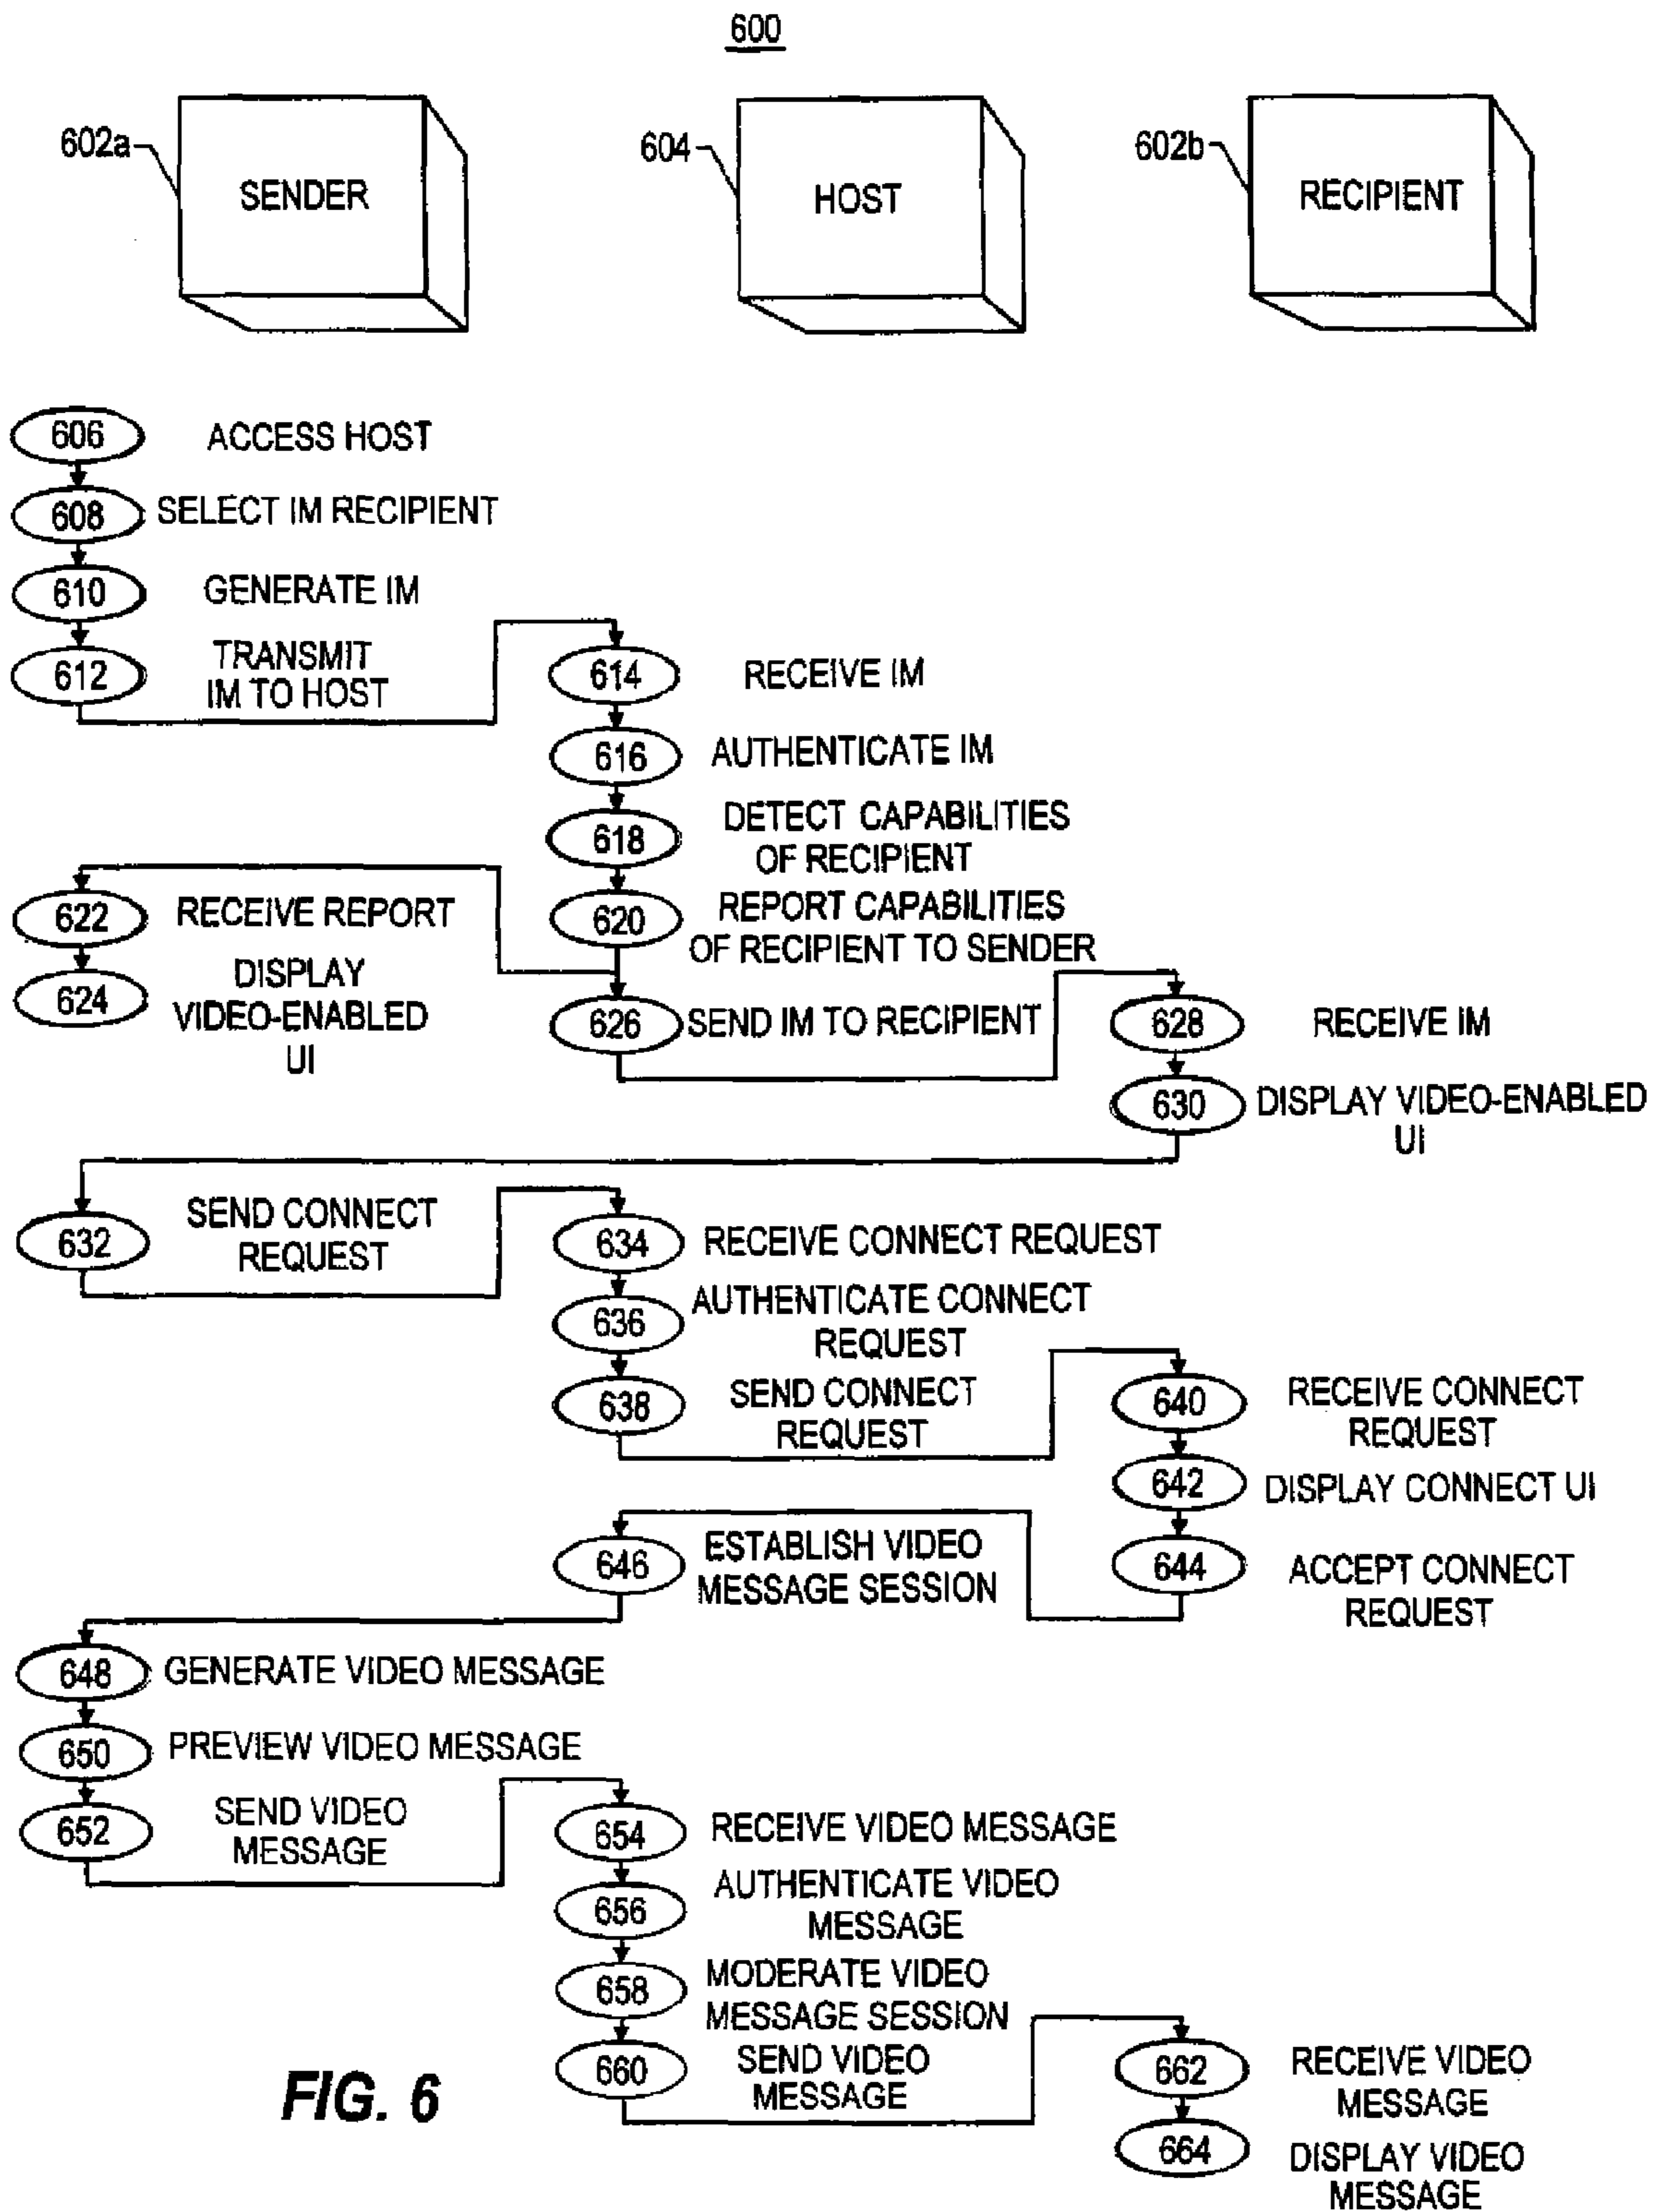 600
602a
SENDER
604
HOST
602b
RECIPIENT
606
ACCESS HOST
608
SELECT IM RECIPIENT
610
GENERATE IM
612
TRANSMIT
IM TO HOST
614
RECEIVE IM
616
AUTHENTICATE IM
618
DETECT CAPABILITIES
OF RECIPIENT
620
REPORT CAPABILITIES
OF RECIPIENT TO SENDER
622
RECEIVE REPORT
624
DISPLAY
VIDEO-ENABLED
UI
626
SEND IM TO RECIPIENT
628
RECEIVE IM
630
DISPLAY VIDEO-ENABLED
UI
632
SEND CONNECT
REQUEST
634
RECEIVE CONNECT REQUEST
636
AUTHENTICATE CONNECT
REQUEST
638
SEND CONNECT
REQUEST
640
RECEIVE CONNECT
REQUEST
642
DISPLAY CONNECT UI
644
ACCEPT CONNECT
REQUEST
646
ESTABLISH VIDEO
MESSAGE SESSION
648
GENERATE VIDEO MESSAGE
650
PREVIEW VIDEO MESSAGE
652
SEND VIDEO
MESSAGE
654
RECEIVE VIDEO MESSAGE
656
AUTHENTICATE VIDEO
MESSAGE
658
MODERATE VIDEO
MESSAGE SESSION
660
SEND VIDEO
MESSAGE
662
RECEIVE VIDEO
MESSAGE
664
DISPLAY VIDEO
MESSAGE
FIG. 6